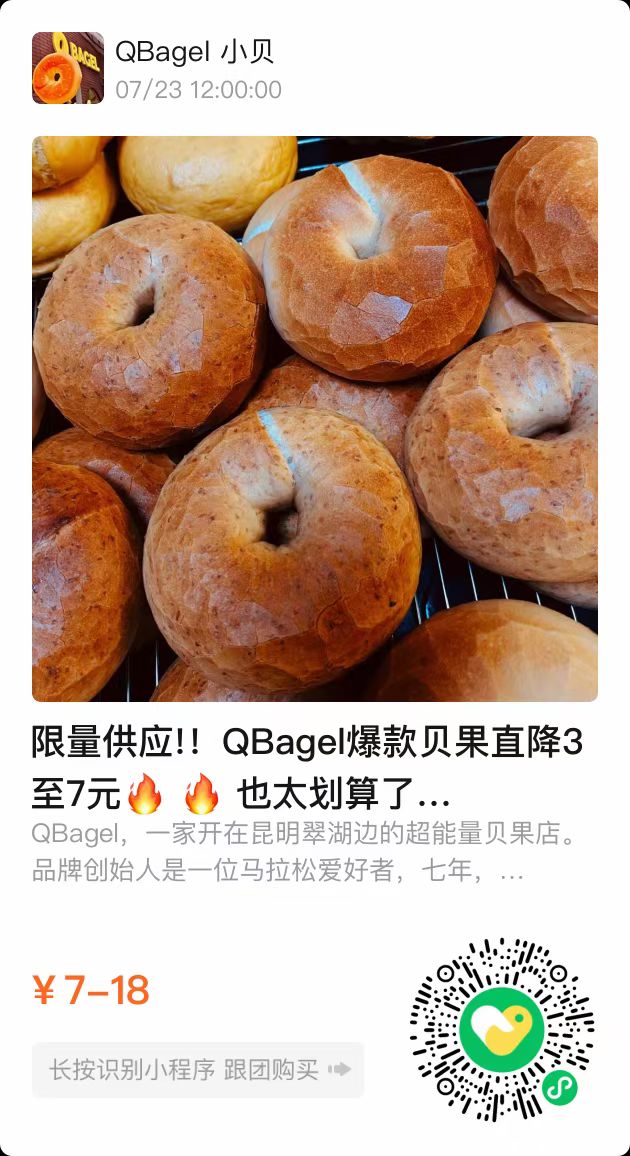 QBagel 小贝
07/23 12:00:00
限量供应!! QBagel爆款贝果直降3
至7元🔥 🔥 也太划算了...
QBagel，一家开在昆明翠湖边的超能量贝果店。
品牌创始人是一位马拉松爱好者，七年，...
¥ 7–18
长按识别小程序 跟团购买